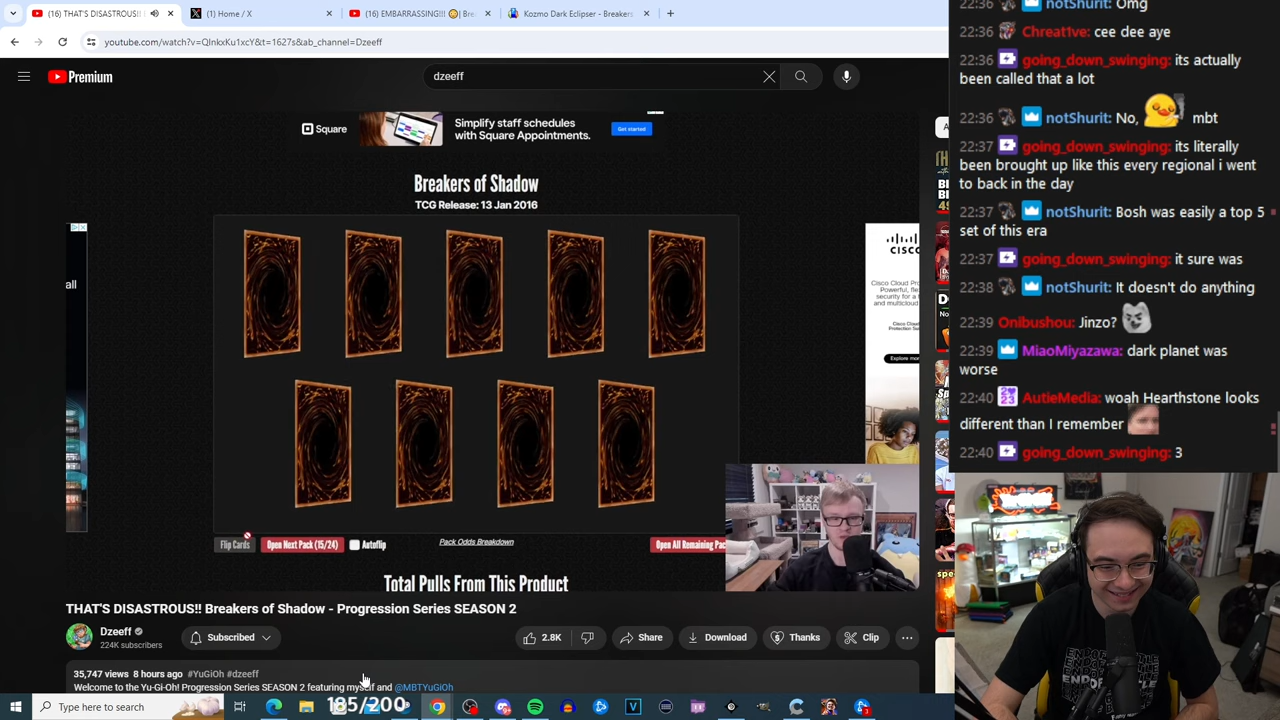 (16) THAT'S DISASTROUS!!
(1) Home / X
(16) EMBARRASSING!!!
Kozmo Dark Eclipser - Breakers
youtube.com/watch?v=QInkxKu1xcY&t=1627s&ab_channel=Dzeeff
Premium
dzeeff
Square
Simplify staff schedules
with Square Appointments.
Get started
Breakers of Shadow
TCG Release: 13 Jan 2016
all
CISCO
Flip Cards
Open Next Pack (15/24)
Autoflip
Pack Odds Breakdown
Open All Remaining Pac
Total Pulls From This Product
THAT'S DISASTROUS!! Breakers of Shadow - Progression Series SEASON 2
Dzeeff
224K subscribers
Subscribed
2.8K
Share
Download
Thanks
Clip
35,747 views 8 hours ago #YuGiOh #dzeeff
Welcome to the Yu-Gi-Oh! Progression Series SEASON 2 featuring myself and @MBTYuGiOh
Type here to search
185/200
notShurit: Omg
22:36 Chreat1ve: cee dee aye
22:36 going_down_swinging: its actually
been called that a lot
22:36 notShurit: No, mbt
22:37 going_down_swinging: its literally
been brought up like this every regional i went
to back in the day
22:37 notShurit: Bosh was easily a top 5
set of this era
22:37 going_down_swinging: it sure was
22:38 notShurit: It doesn't do anything
22:39 Onibushou: Jinzo?
22:39 MiaoMiyazawa: dark planet was
worse
22:40 AutieMedia: woah Hearthstone looks
different than I remember
22:40 going_down_swinging: 3